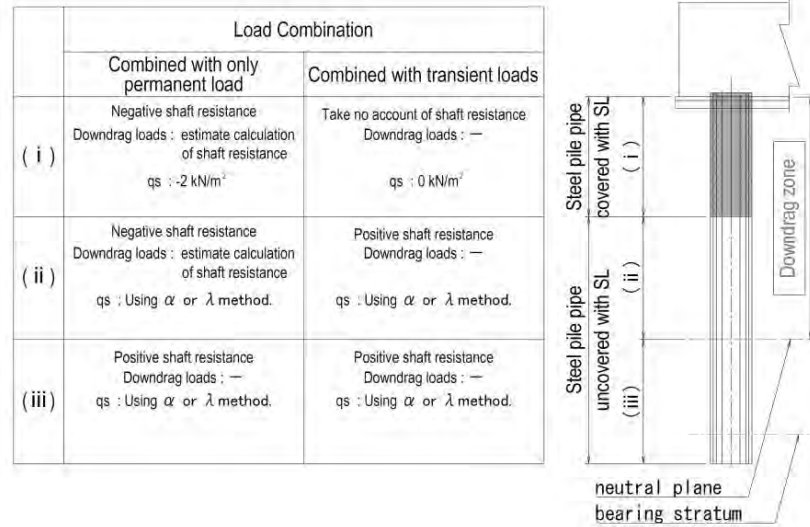 Load Combination
Combined with only
permanent load
Combined with transient loads
( i )
Negative shaft resistance
Downdrag loads : estimate calculation
of shaft resistance
qs : -2 kN/m²
Take no account of shaft resistance
Downdrag loads : —
qs : 0 kN/m²
( ii )
Negative shaft resistance
Downdrag loads : estimate calculation
of shaft resistance
qs : Using α or λ method.
Positive shaft resistance
Downdrag loads : —
qs : Using α or λ method.
(iii)
Positive shaft resistance
Downdrag loads : —
qs : Using α or λ method.
Positive shaft resistance
Downdrag loads : —
qs : Using α or λ method.
Steel pile pipe
covered with SL
( i )
Steel pile pipe
uncovered with SL
(ii)
(iii)
Downdrag zone
neutral plane
bearing stratum